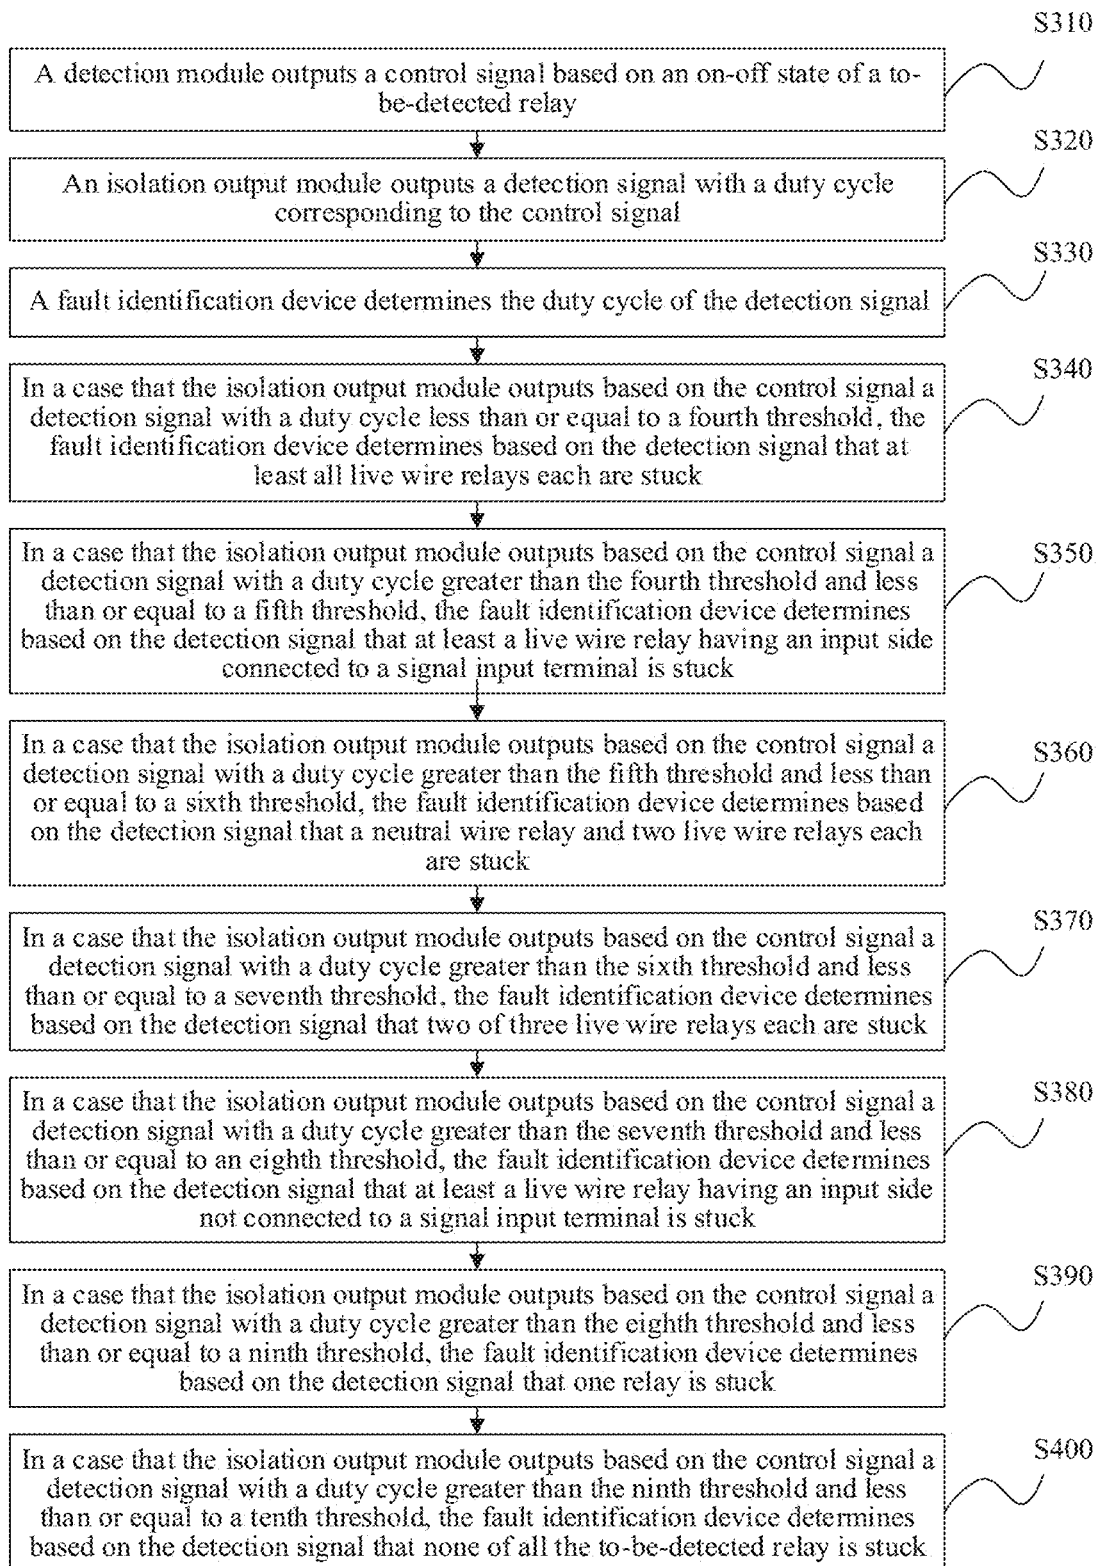 S310
A detection module outputs a control signal based on an on-off state of a to-
be-detected relay
S320
An isolation output module outputs a detection signal with a duty cycle
corresponding to the control signal
S330
A fault identification device determines the duty cycle of the detection signal
S340
In a case that the isolation output module outputs based on the control signal a
detection signal with a duty cycle less than or equal to a fourth threshold, the
fault identification device determines based on the detection signal that at
least all live wire relays each are stuck
S350
In a case that the isolation output module outputs based on the control signal a
detection signal with a duty cycle greater than the fourth threshold and less
than or equal to a fifth threshold, the fault identification device determines
based on the detection signal that at least a live wire relay having an input side
connected to a signal input terminal is stuck
S360
In a case that the isolation output module outputs based on the control signal a
detection signal with a duty cycle greater than the fifth threshold and less than
or equal to a sixth threshold, the fault identification device determines based
on the detection signal that a neutral wire relay and two live wire relays each
are stuck
S370
In a case that the isolation output module outputs based on the control signal a
detection signal with a duty cycle greater than the sixth threshold and less
than or equal to a seventh threshold, the fault identification device determines
based on the detection signal that two of three live wire relays each are stuck
S380
In a case that the isolation output module outputs based on the control signal a
detection signal with a duty cycle greater than the seventh threshold and less
than or equal to an eighth threshold, the fault identification device determines
based on the detection signal that at least a live wire relay having an input side
not connected to a signal input terminal is stuck
S390
In a case that the isolation output module outputs based on the control signal a
detection signal with a duty cycle greater than the eighth threshold and less
than or equal to a ninth threshold, the fault identification device determines
based on the detection signal that one relay is stuck
S400
In a case that the isolation output module outputs based on the control signal a
detection signal with a duty cycle greater than the ninth threshold and less
than or equal to a tenth threshold, the fault identification device determines
based on the detection signal that none of all the to-be-detected relay is stuck